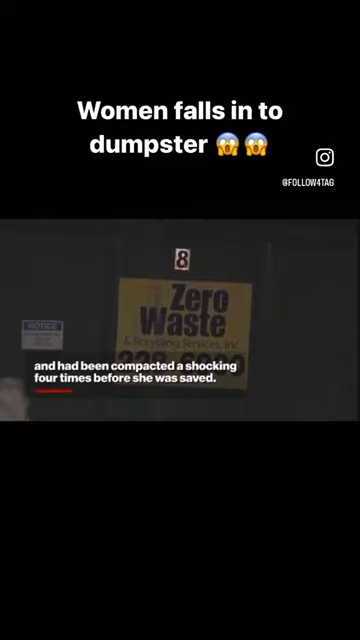 Women falls in to
dumpster 😱😱
@FOLLOW4TAG
8
Zero
Waste
& Recycling Services, Inc
NOTICE
and had been compacted a shocking
four times before she was saved.